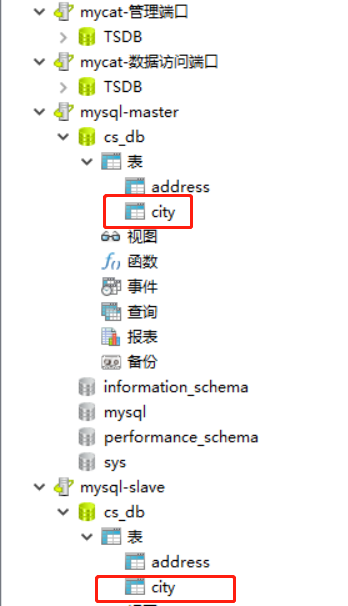 mycat-管理端口
TSDB
mycat-数据访问端口
TSDB
mysql-master
cs_db
表
address
city
视图
函数
事件
查询
报表
备份
information_schema
mysql
performance_schema
sys
mysql-slave
cs_db
表
address
city